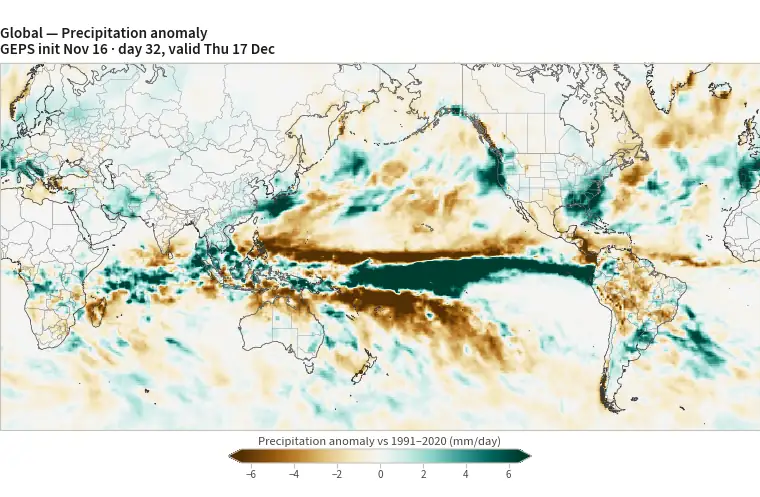 Global — Precipitation anomaly
GEPS init Nov 16 · day 32, valid Thu 17 Dec
Precipitation anomaly vs 1991–2020 (mm/day)
−6 −4 −2 0 2 4 6